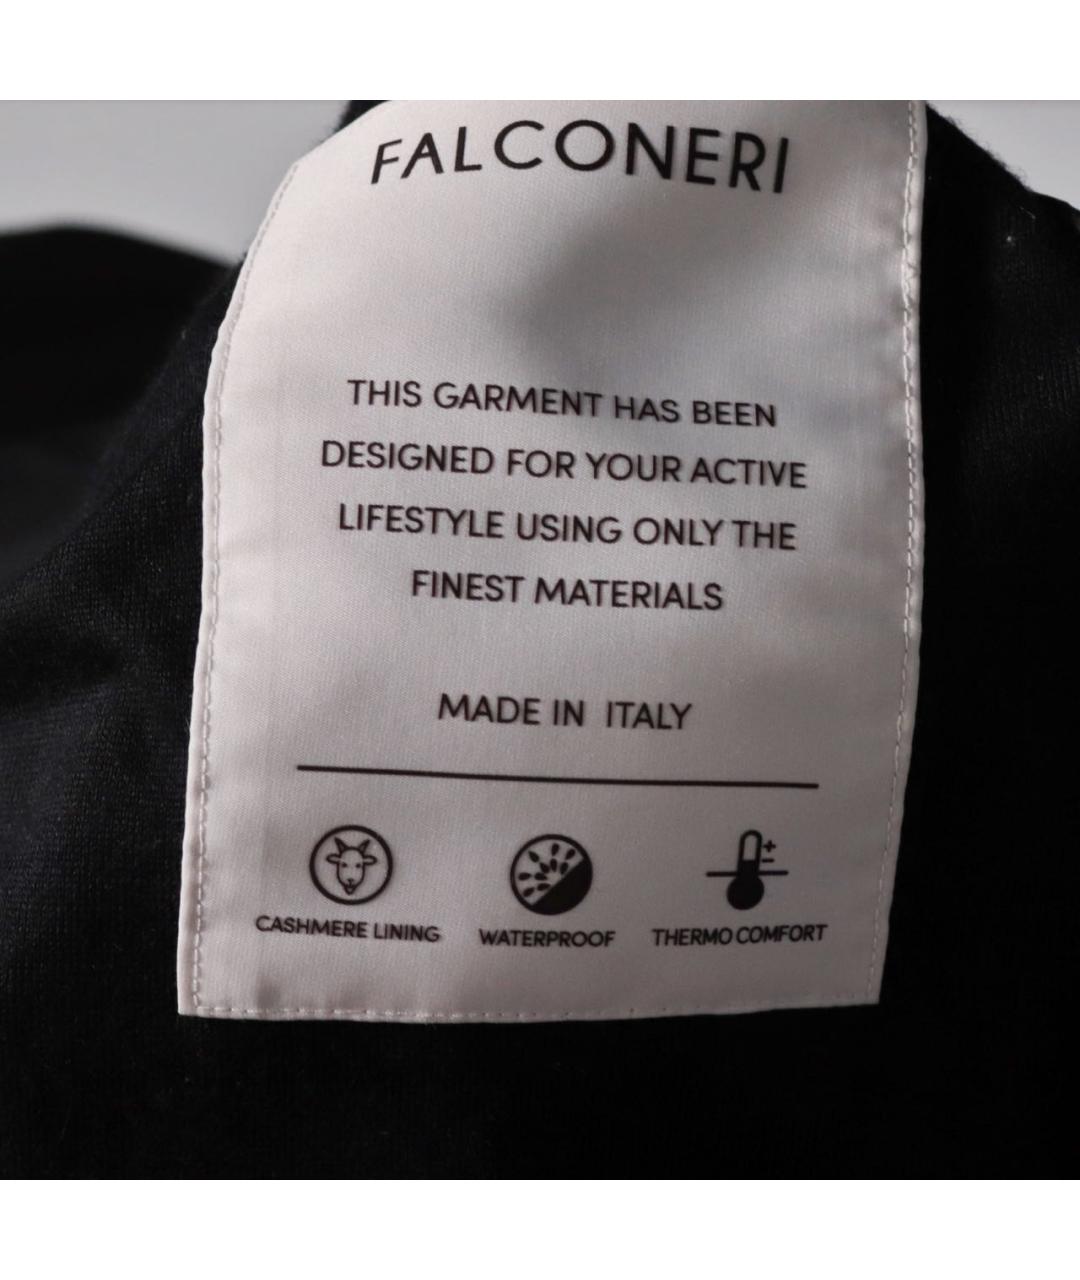 FALCONERI
THIS GARMENT HAS BEEN
DESIGNED FOR YOUR ACTIVE
LIFESTYLE USING ONLY THE
FINEST MATERIALS
MADE IN ITALY
CASHMERE LINING
WATERPROOF
THERMO COMFORT